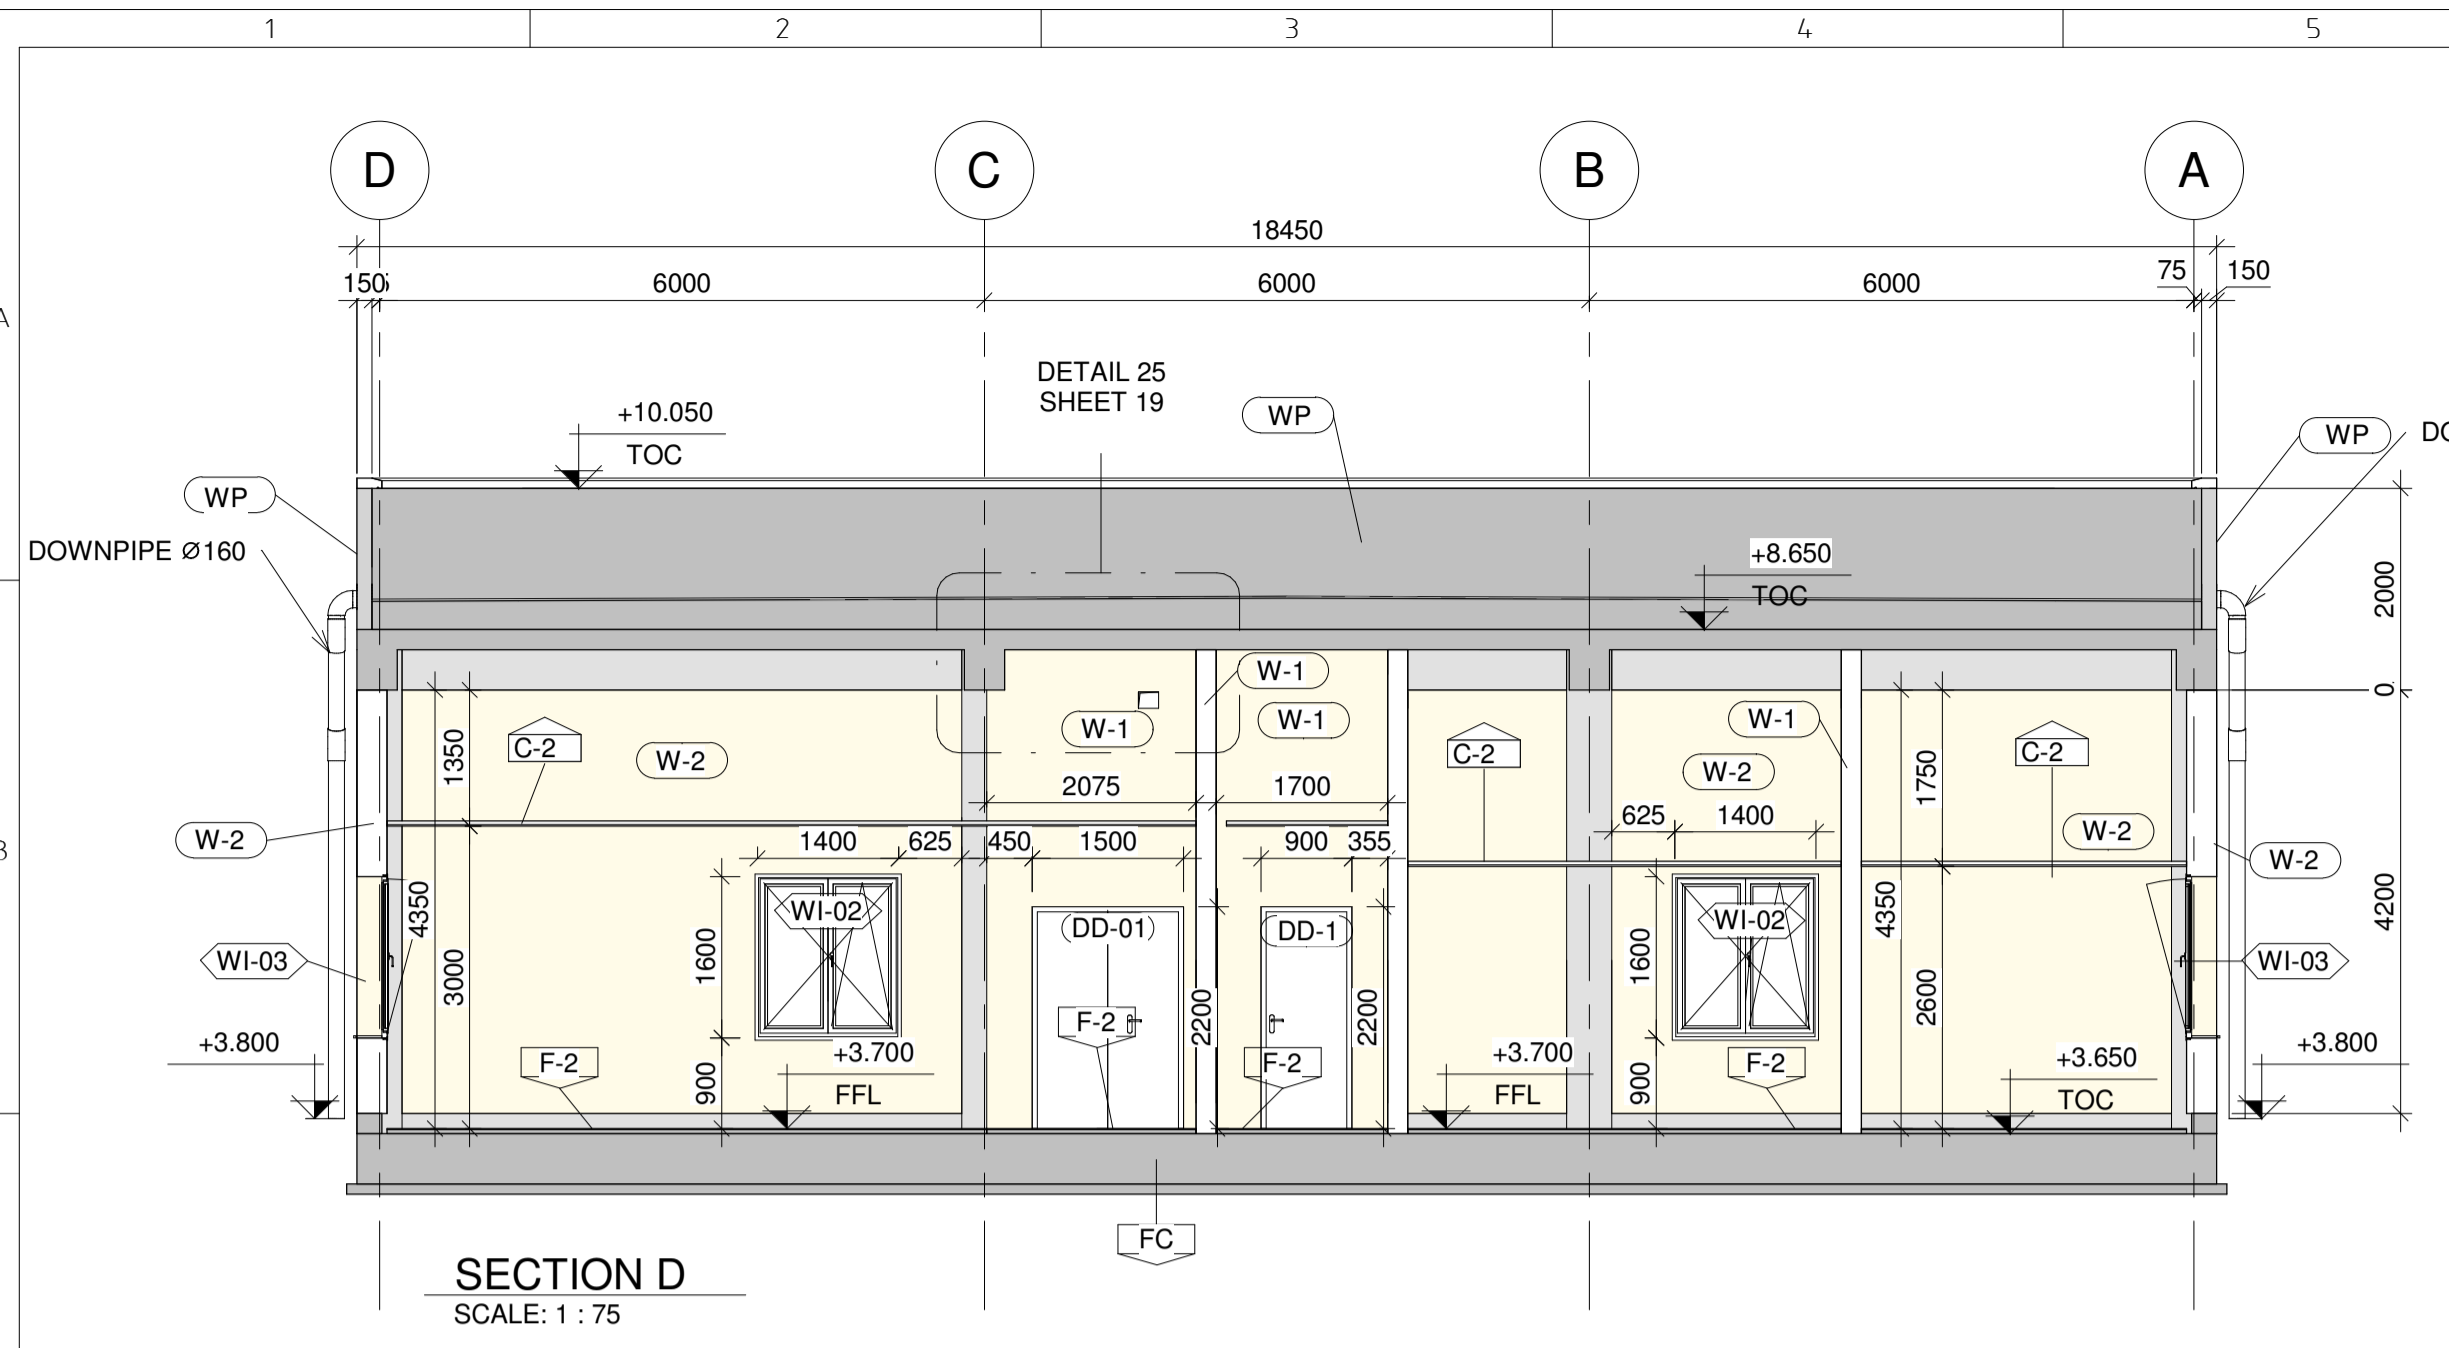 1 2 3 4 5
D C B A
18450
150 6000 6000 6000 75 150
A
DETAIL 25
SHEET 19
+10.050
TOC
WP
WP
WP
DOWNPIPE Ø160
+8.650
TOC
2000
0
W-1
W-1
W-1
W-1
C-2
W-2
C-2
W-2
C-2
1350
1750
2075 1700
625 1400
W-2
W-2
W-2
B
1400 625 450 1500 900 355
4350
4350
4200
WI-02
DD-01
DD-1
WI-02
WI-03
WI-03
3000
1600
1600
2600
2200
2200
F-2
+3.800
+3.700
FFL
+3.700
FFL
+3.650
TOC
+3.800
F-2
F-2
F-2
900
900
FC
SECTION D
SCALE: 1 : 75